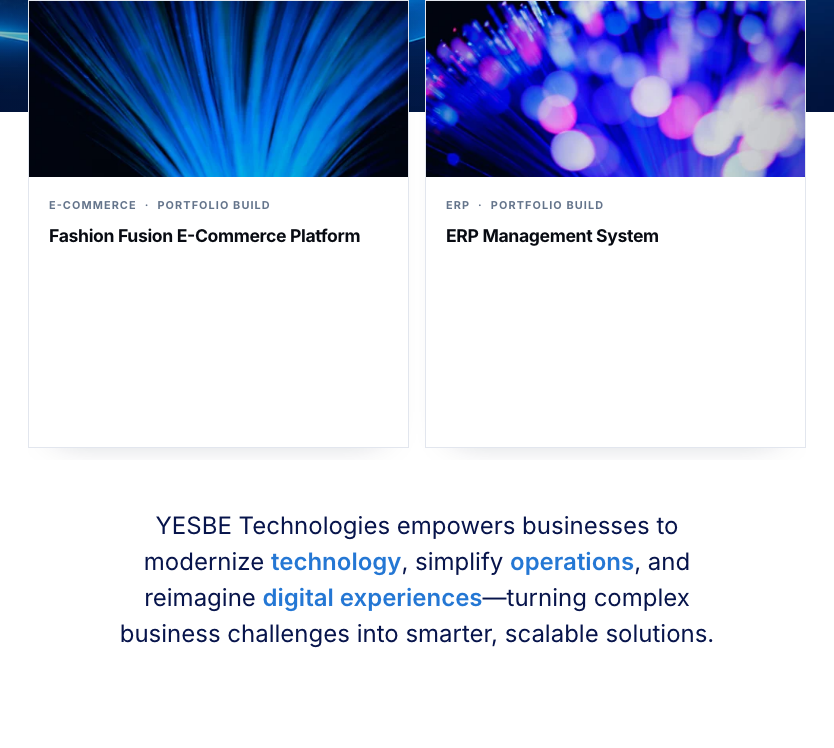 E-COMMERCE · PORTFOLIO BUILD
Fashion Fusion E-Commerce Platform
ERP · PORTFOLIO BUILD
ERP Management System
YESBE Technologies empowers businesses to
modernize technology, simplify operations, and
reimagine digital experiences—turning complex
business challenges into smarter, scalable solutions.